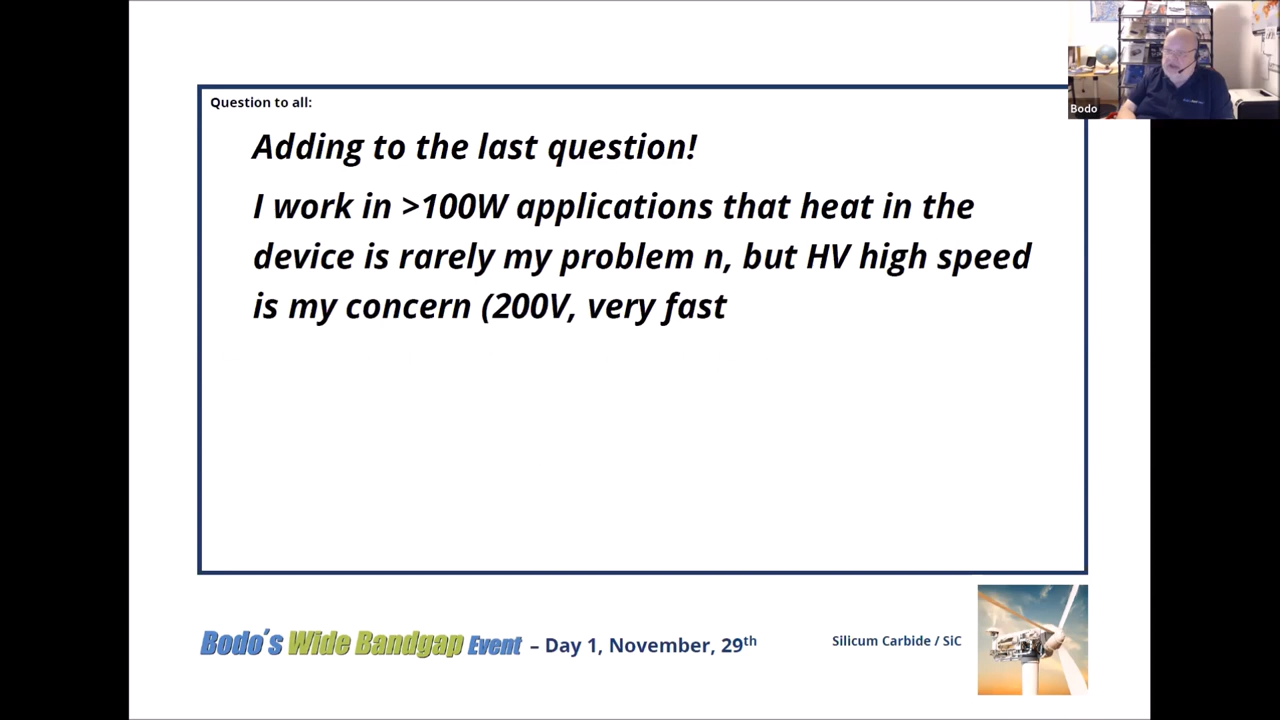 Bodo
Question to all:
Adding to the last question!
I work in >100W applications that heat in the
device is rarely my problem n, but HV high speed
is my concern (200V, very fast
Bodo's Wide Bandgap Event – Day 1, November, 29th
Silicum Carbide / SiC